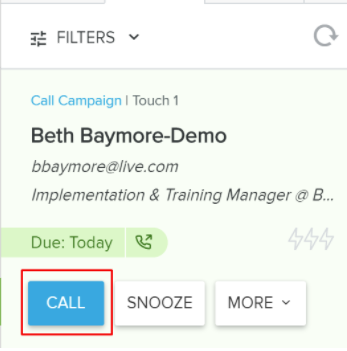 FILTERS
Call Campaign | Touch 1
Beth Baymore-Demo
bbaymore@live.com
Implementation & Training Manager @ B...
Due: Today
CALL SNOOZE MORE